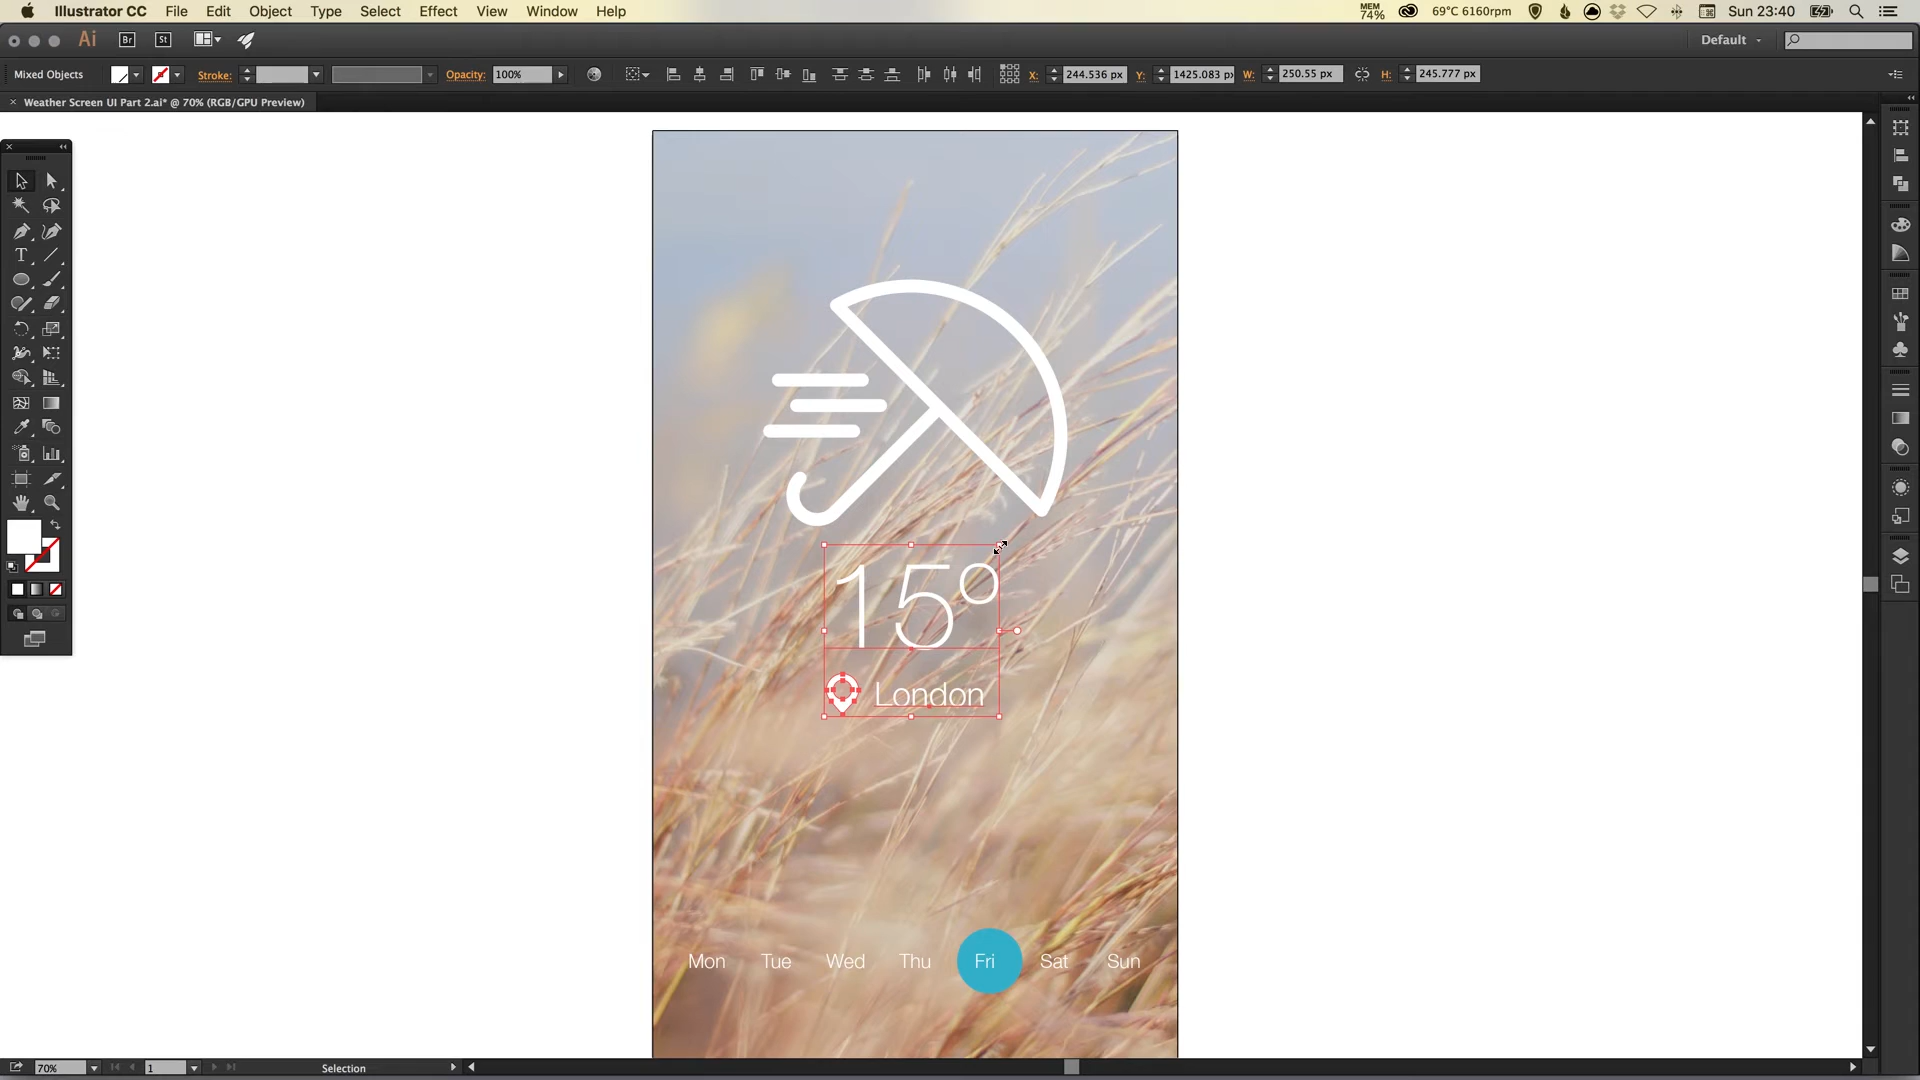 Illustrator CC File Edit Object Type Select Effect View Window Help MEM 74% 69°C 6160rpm Sun 23:40
Ai Br St Default
Mixed Objects Stroke: Opacity: 100% X: 244.536 px Y: 1425.083 px W: 250.55 px H: 245.777 px
Weather Screen UI Part 2.ai* @ 70% (RGB/GPU Preview)
15º
London
Mon Tue Wed Thu Fri Sat Sun
70% 1 Selection